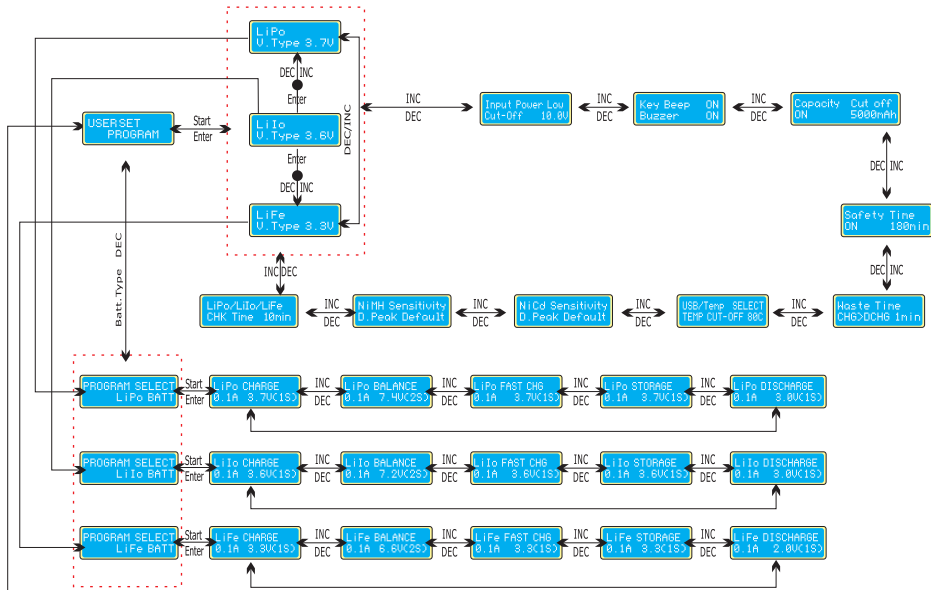 LiPo
V.Type 3.7V
DEC INC
Enter
LiIo
V.Type 3.6V
Enter
DEC INC
LiFe
V.Type 3.3V
DEC/INC
USERSET
PROGRAM
Start
Enter
INC
DEC
Input Power Low
Cut-Off 10.0V
INC
DEC
Key Beep ON
Buzzer ON
INC
DEC
Capacity Cut off
ON 5000mAh
DEC INC
Safety Time
ON 180min
DEC INC
Waste Time
CHG>DCHG 1min
INC
DEC
USB/Temp SELECT
TEMP CUT-OFF 80C
INC
DEC
NiCd Sensitivity
D.Peak Default
INC
DEC
NiMH Sensitivity
D.Peak Default
INC
DEC
LiPo/LiIo/LiFe
CHK Time 10min
INC DEC
Batt.Type DEC
PROGRAM SELECT
LiPo BATT
Start
Enter
LiPo CHARGE
0.1A 3.7V(1S)
INC
DEC
LiPo BALANCE
0.1A 7.4V(2S)
INC
DEC
LiPo FAST CHG
0.1A 3.7V(1S)
INC
DEC
LiPo STORAGE
0.1A 3.7V(1S)
INC
DEC
LiPo DISCHARGE
0.1A 3.0V(1S)
PROGRAM SELECT
LiIo BATT
Start
Enter
LiIo CHARGE
0.1A 3.6V(1S)
INC
DEC
LiIo BALANCE
0.1A 7.2V(2S)
INC
DEC
LiIo FAST CHG
0.1A 3.6V(1S)
INC
DEC
LiIo STORAGE
0.1A 3.6V(1S)
INC
DEC
LiIo DISCHARGE
0.1A 3.0V(1S)
PROGRAM SELECT
LiFe BATT
Start
Enter
LiFe CHARGE
0.1A 3.3V(1S)
INC
DEC
LiFe BALANCE
0.1A 6.6V(2S)
INC
DEC
LiFe FAST CHG
0.1A 3.3C(1S)
INC
DEC
LiFe STORAGE
0.1A 3.3C(1S)
INC
DEC
LiFe DISCHARGE
0.1A 2.0V(1S)